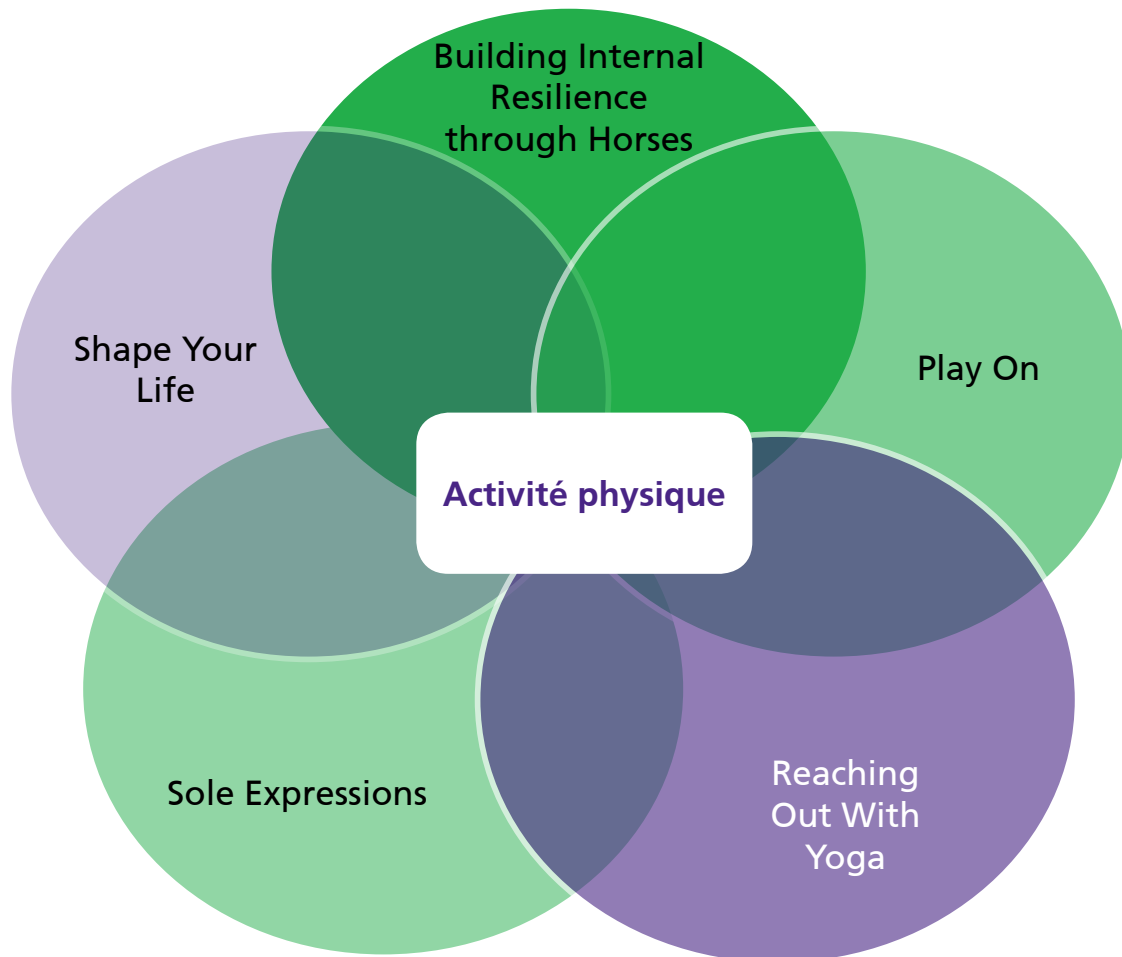 Building Internal
Resilience
through Horses
Shape Your
Life
Play On
Activité physique
Sole Expressions
Reaching
Out With
Yoga